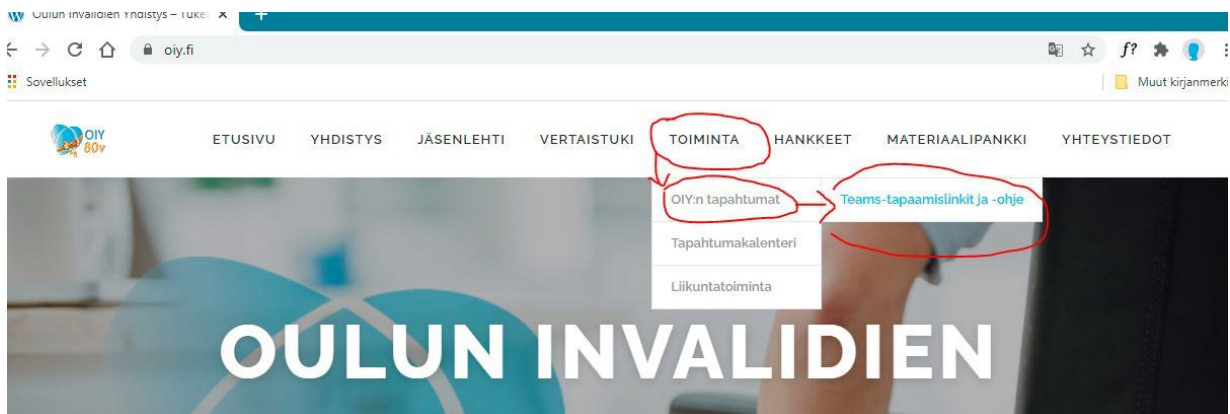 Oulun Invalidien Yhdistys – Tuke
oiy.fi
f?
Sovellukset
Muut kirjanmerki
OIY
80v
ETUSIVU YHDISTYS JÄSENLEHTI VERTAISTUKI TOIMINTA HANKKEET MATERIAALIPANKKI YHTEYSTIEDOT
OIY:n tapahtumat Teams-tapaamislinkit ja -ohje
Tapahtumakalenteri
Liikuntatoiminta
OULUN INVALIDIEN